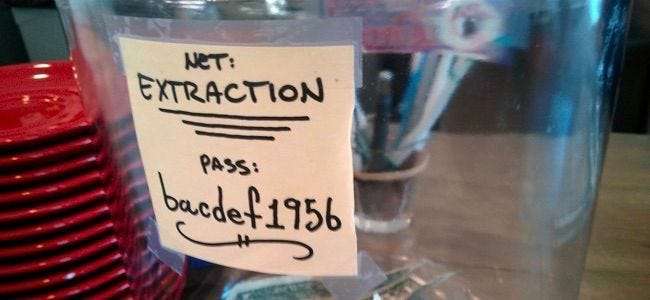 NET:
EXTRACTION
PASS:
bacdef1956